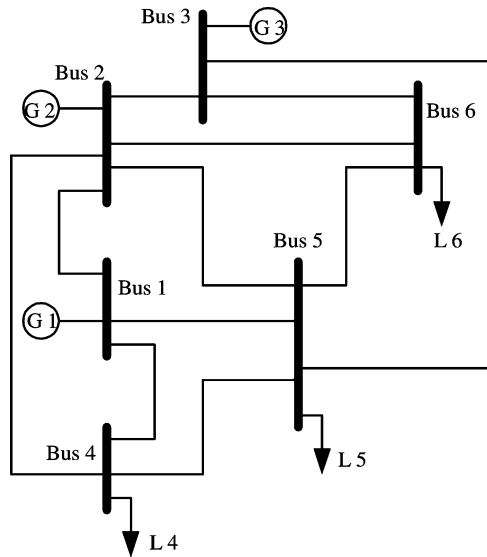 Bus 3
G 3
Bus 2
G 2
Bus 6
L 6
Bus 5
Bus 1
G 1
Bus 4
L 5
L 4